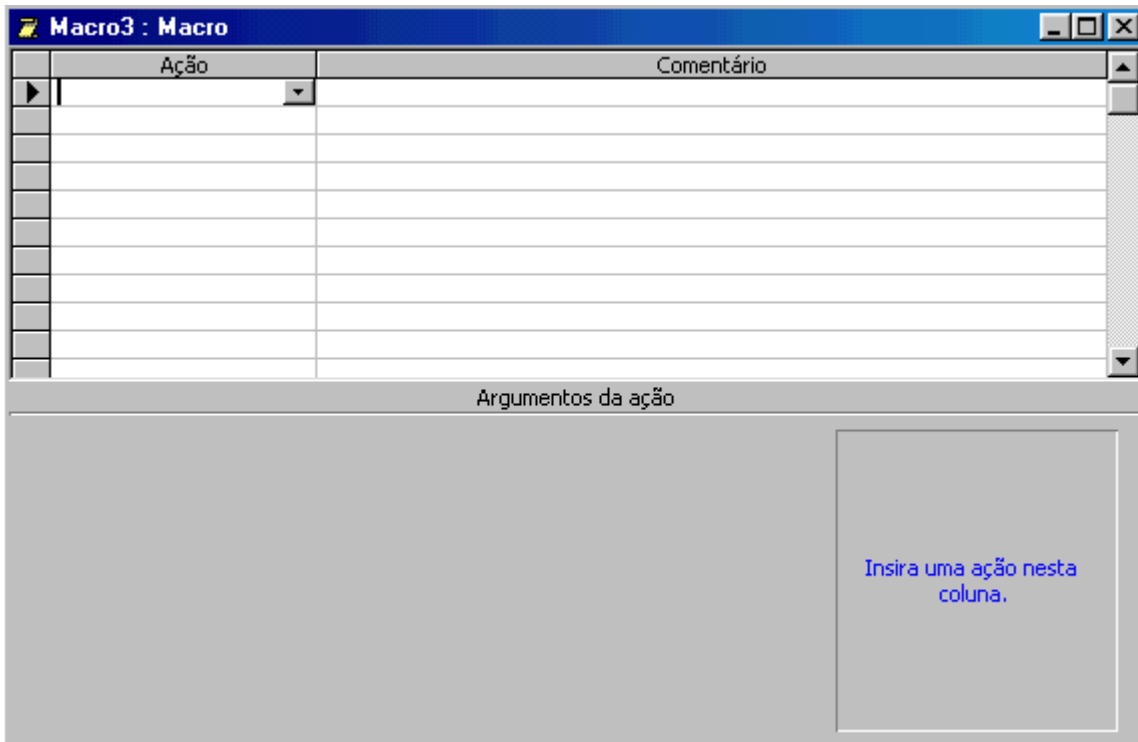 Macro3 : Macro
Ação Comentário
Argumentos da ação
Insira uma ação nesta
coluna.